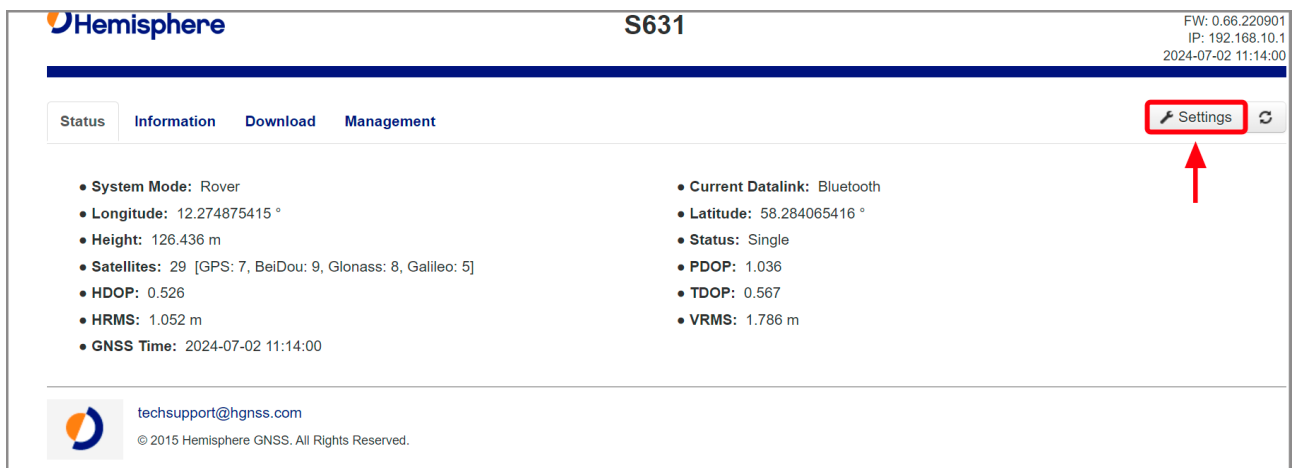 Hemisphere
S631
FW: 0.66.220901
IP: 192.168.10.1
2024-07-02 11:14:00
Status Information Download Management Settings
● System Mode: Rover
● Current Datalink: Bluetooth
● Longitude: 12.274875415 °
● Latitude: 58.284065416 °
● Height: 126.436 m
● Status: Single
● Satellites: 29 [GPS: 7, BeiDou: 9, Glonass: 8, Galileo: 5]
● PDOP: 1.036
● HDOP: 0.526
● TDOP: 0.567
● HRMS: 1.052 m
● VRMS: 1.786 m
● GNSS Time: 2024-07-02 11:14:00
techsupport@hgnss.com
© 2015 Hemisphere GNSS. All Rights Reserved.